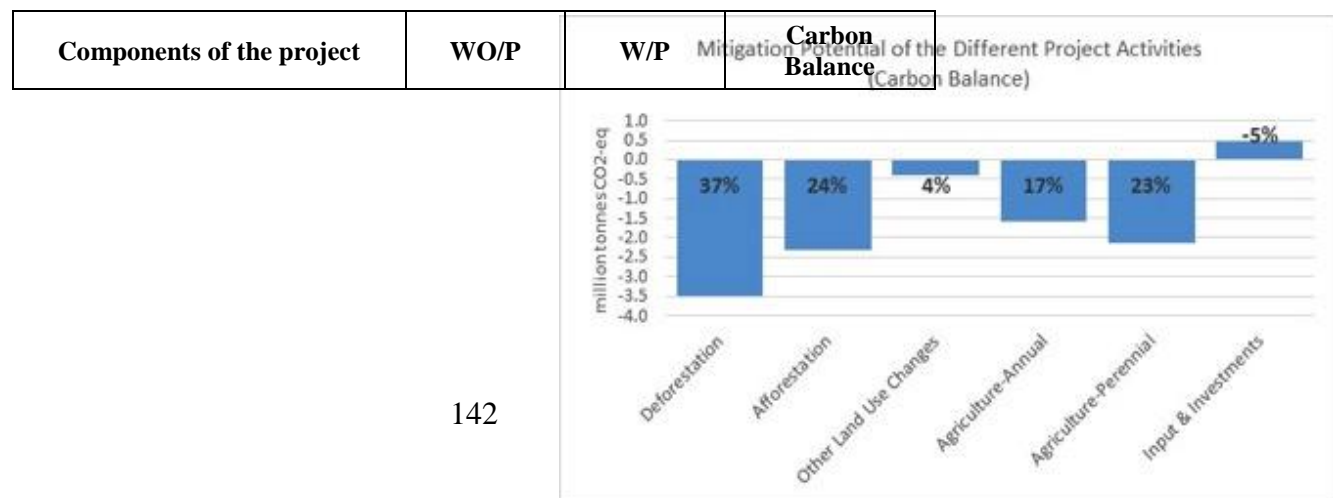 Components of the project WO/P W/P Carbon Balance
Mitigation Potential of the Different Project Activities
(Carbon Balance)
million tonnes CO2-eq
1.0
0.5
0.0
-0.5
-1.0
-1.5
-2.0
-2.5
-3.0
-3.5
-4.0
37% 24% 4% 17% 23% -5%
Deforestation
Afforestation
Other Land Use Changes
Agriculture-Annual
Agriculture-Perennial
Input & Investments
142